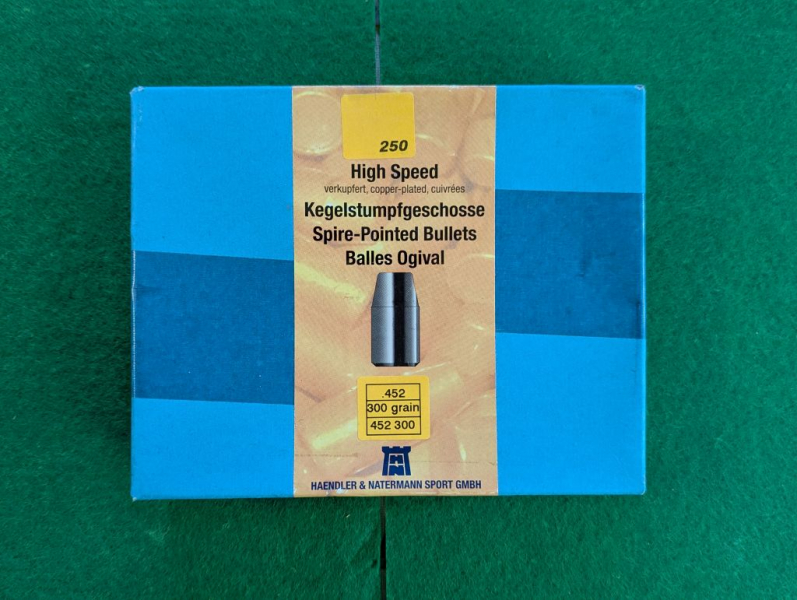 250
High Speed
verkupfert, copper-plated, cuivrées
Kegelstumpfgeschosse
Spire-Pointed Bullets
Balles Ogival
.452
300 grain
452 300
HN
HAENDLER & NATERMANN SPORT GMBH